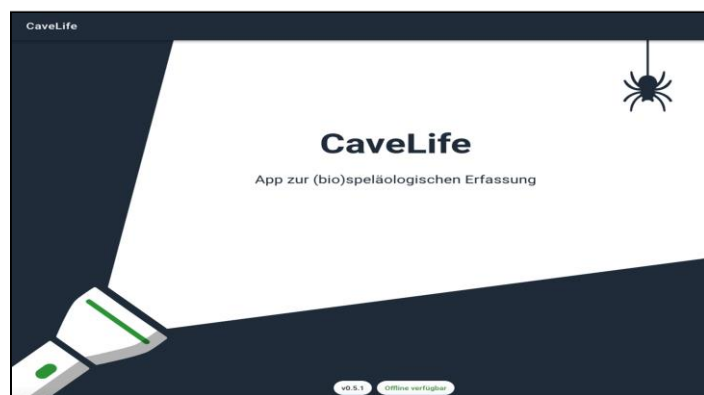 CaveLife
CaveLife
App zur (bio)speläologischen Erfassung
v0.5.1 Offline verfügbar